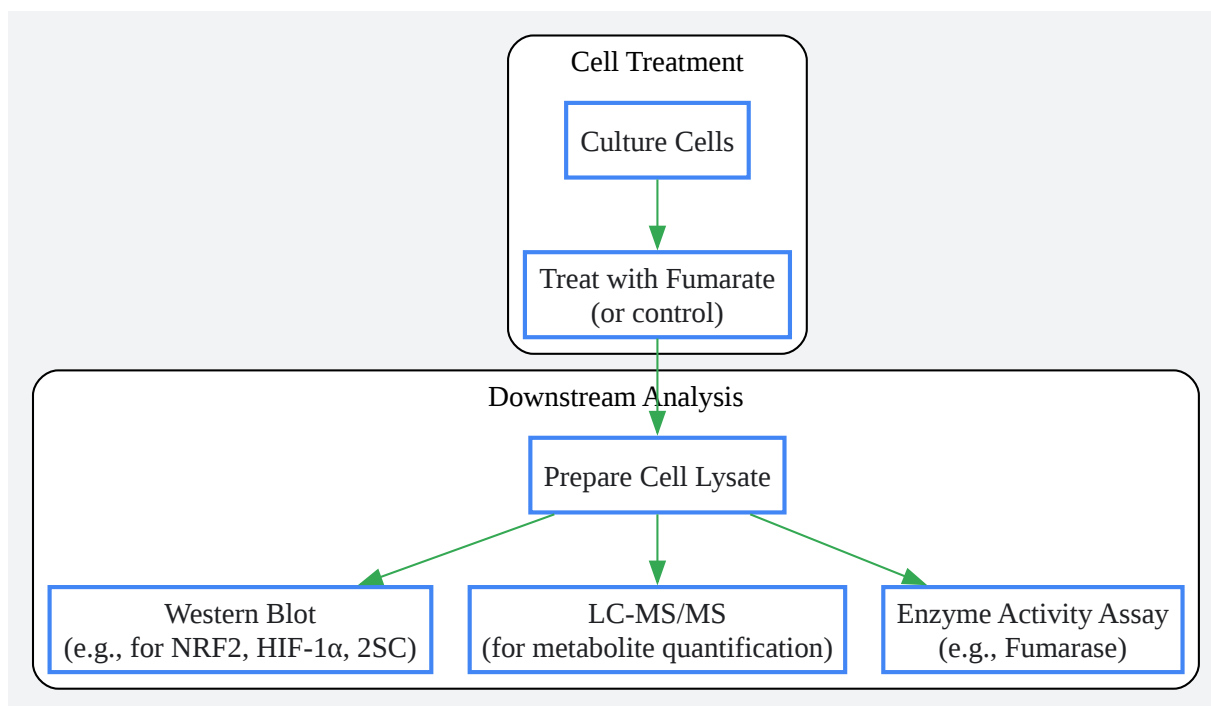 Cell Treatment
Culture Cells
Treat with Fumarate
(or control)
Downstream Analysis
Prepare Cell Lysate
Western Blot
(e.g., for NRF2, HIF-1α, 2SC)
LC-MS/MS
(for metabolite quantification)
Enzyme Activity Assay
(e.g., Fumarase)